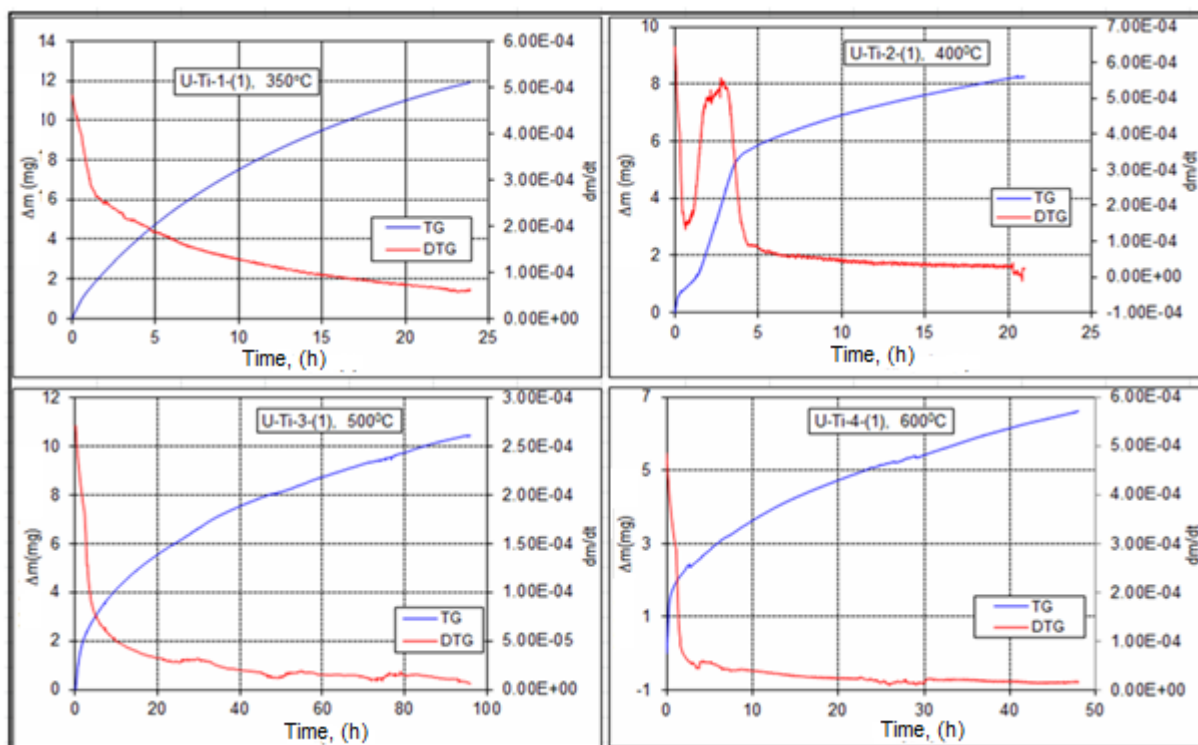 U-Ti-1-(1), 350°C
14
12
10
8
6
4
2
0
Δm (mg)
6.00E-04
5.00E-04
4.00E-04
3.00E-04
2.00E-04
1.00E-04
0.00E+00
dm/dt
TG
DTG
0 5 10 15 20 25
Time, (h)
U-Ti-2-(1), 400⁰C
10
8
6
4
2
0
Δm (mg)
7.00E-04
6.00E-04
5.00E-04
4.00E-04
3.00E-04
2.00E-04
1.00E-04
0.00E+00
-1.00E-04
dm/dt
TG
DTG
0 5 10 15 20 25
Time, (h)
U-Ti-3-(1), 500⁰C
12
10
8
6
4
2
0
Δm(mg)
3.00E-04
2.50E-04
2.00E-04
1.50E-04
1.00E-04
5.00E-05
0.00E+00
dm/dt
TG
DTG
0 20 40 60 80 100
Time, (h)
U-Ti-4-(1), 600⁰C
7
5
3
1
-1
Δm(mg)
6.00E-04
5.00E-04
4.00E-04
3.00E-04
2.00E-04
1.00E-04
0.00E+00
dm/dt
TG
DTG
0 10 20 30 40 50
Time, (h)